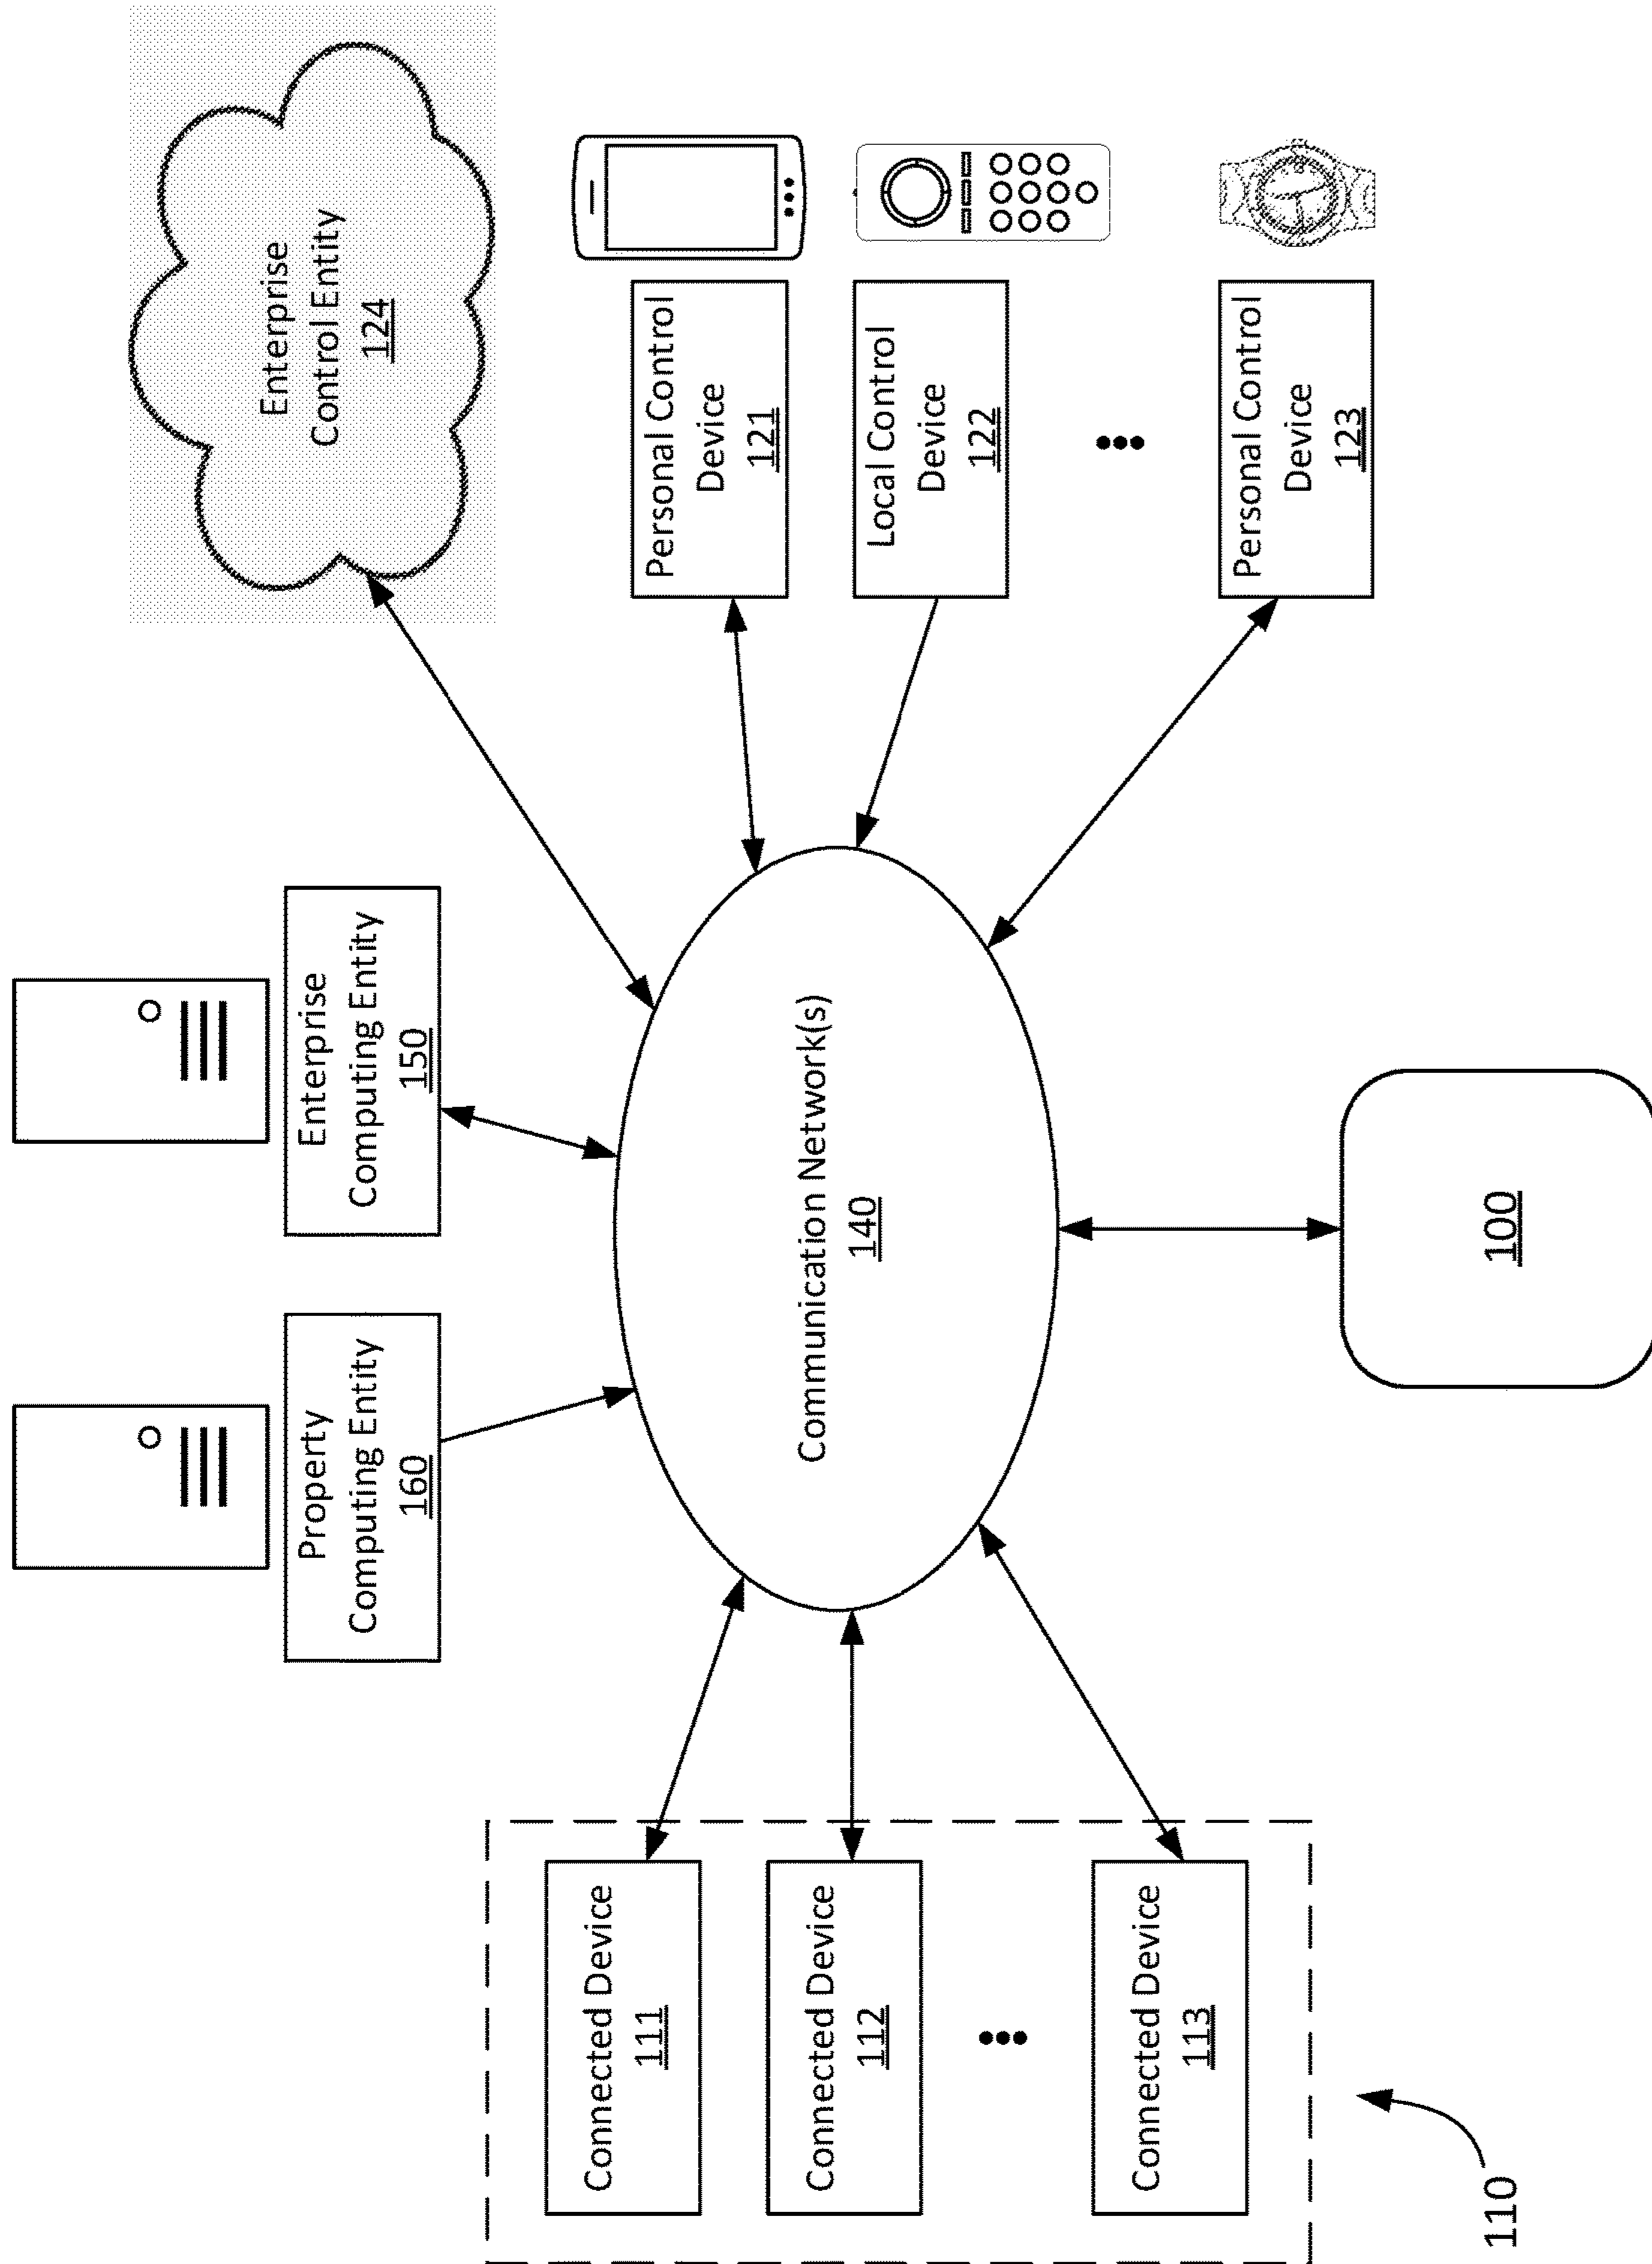 Property
Computing Entity
160
Enterprise
Computing Entity
150
Enterprise
Control Entity
124
Connected Device
111
Connected Device
112
Connected Device
113
110
Communication Network(s)
140
100
Personal Control
Device
121
Local Control
Device
122
Personal Control
Device
123